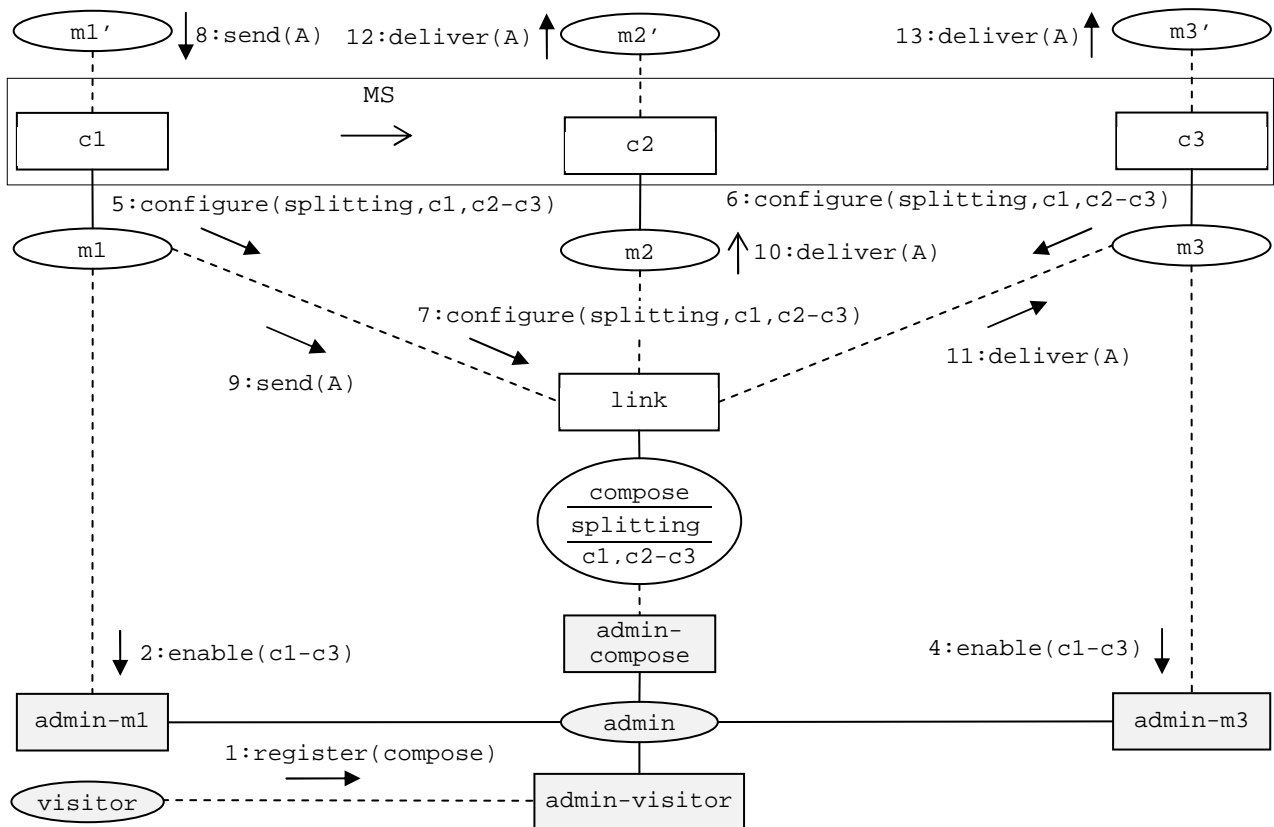 m1’ 8:send(A) 12:deliver(A) m2’ 13:deliver(A) m3’
MS
c1 c2 c3
5:configure(splitting,c1,c2-c3) 6:configure(splitting,c1,c2-c3)
m1 m2 10:deliver(A) m3
7:configure(splitting,c1,c2-c3)
9:send(A) 11:deliver(A)
link
compose
splitting
c1,c2-c3
2:enable(c1-c3) 4:enable(c1-c3)
admin-
compose
admin-m1 admin admin-m3
1:register(compose)
visitor admin-visitor